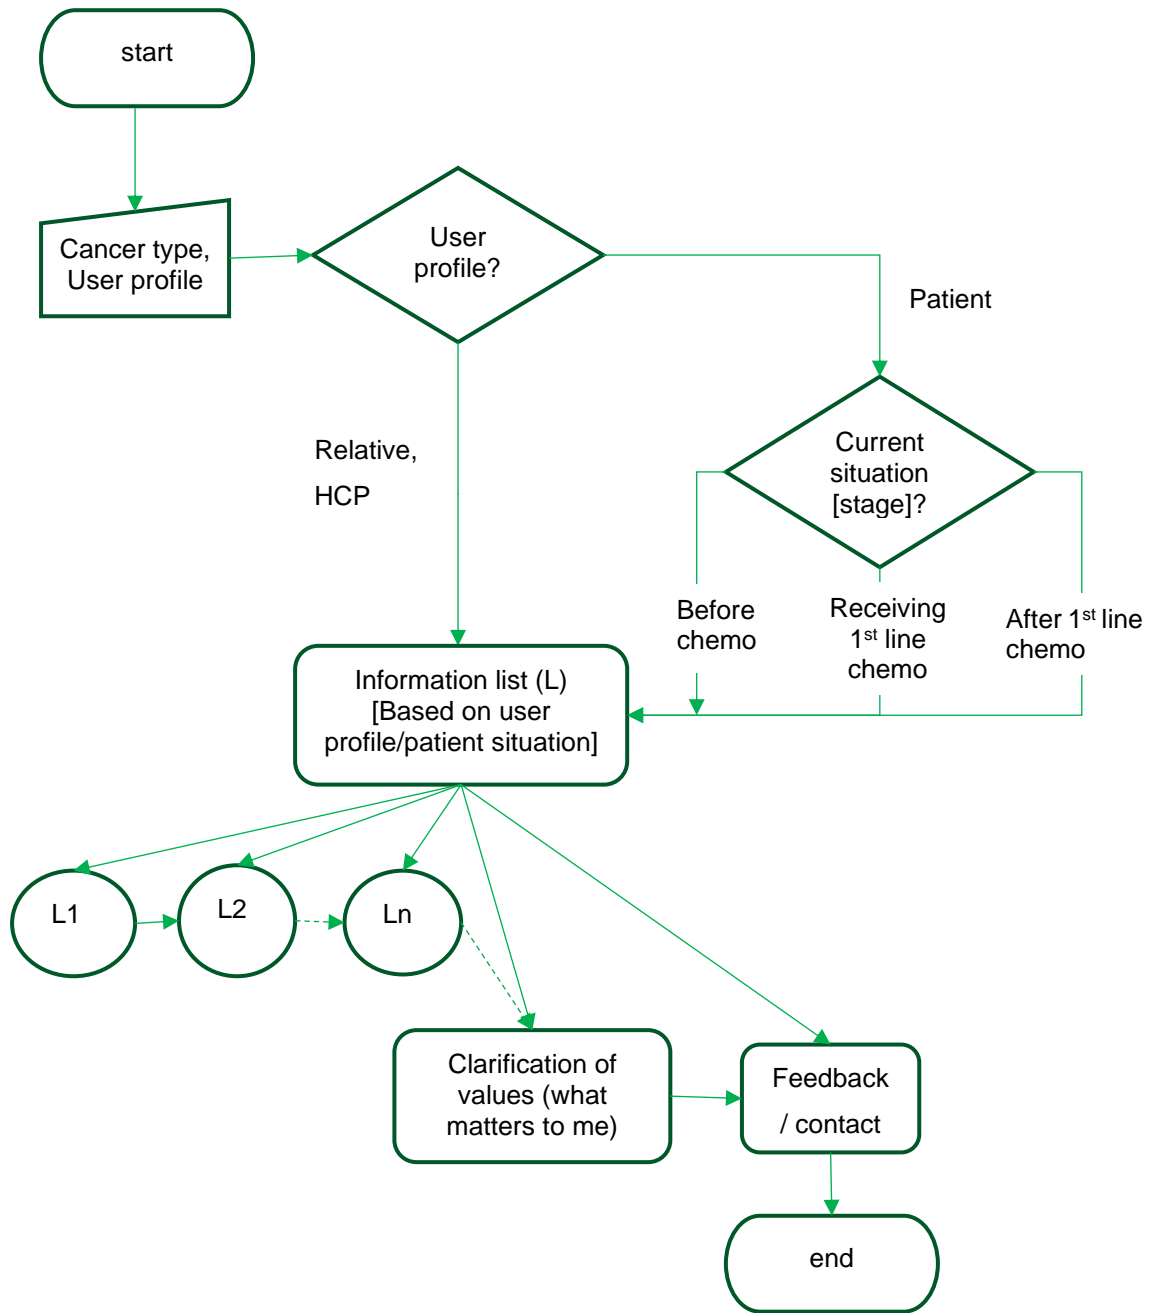 start
Cancer type,
User profile
User
profile?
Patient
Relative,
HCP
Current
situation
[stage]?
Before
chemo
Receiving
1st line
chemo
After 1st line
chemo
Information list (L)
[Based on user
profile/patient situation]
L1
L2
Ln
Clarification of
values (what
matters to me)
Feedback
/ contact
end